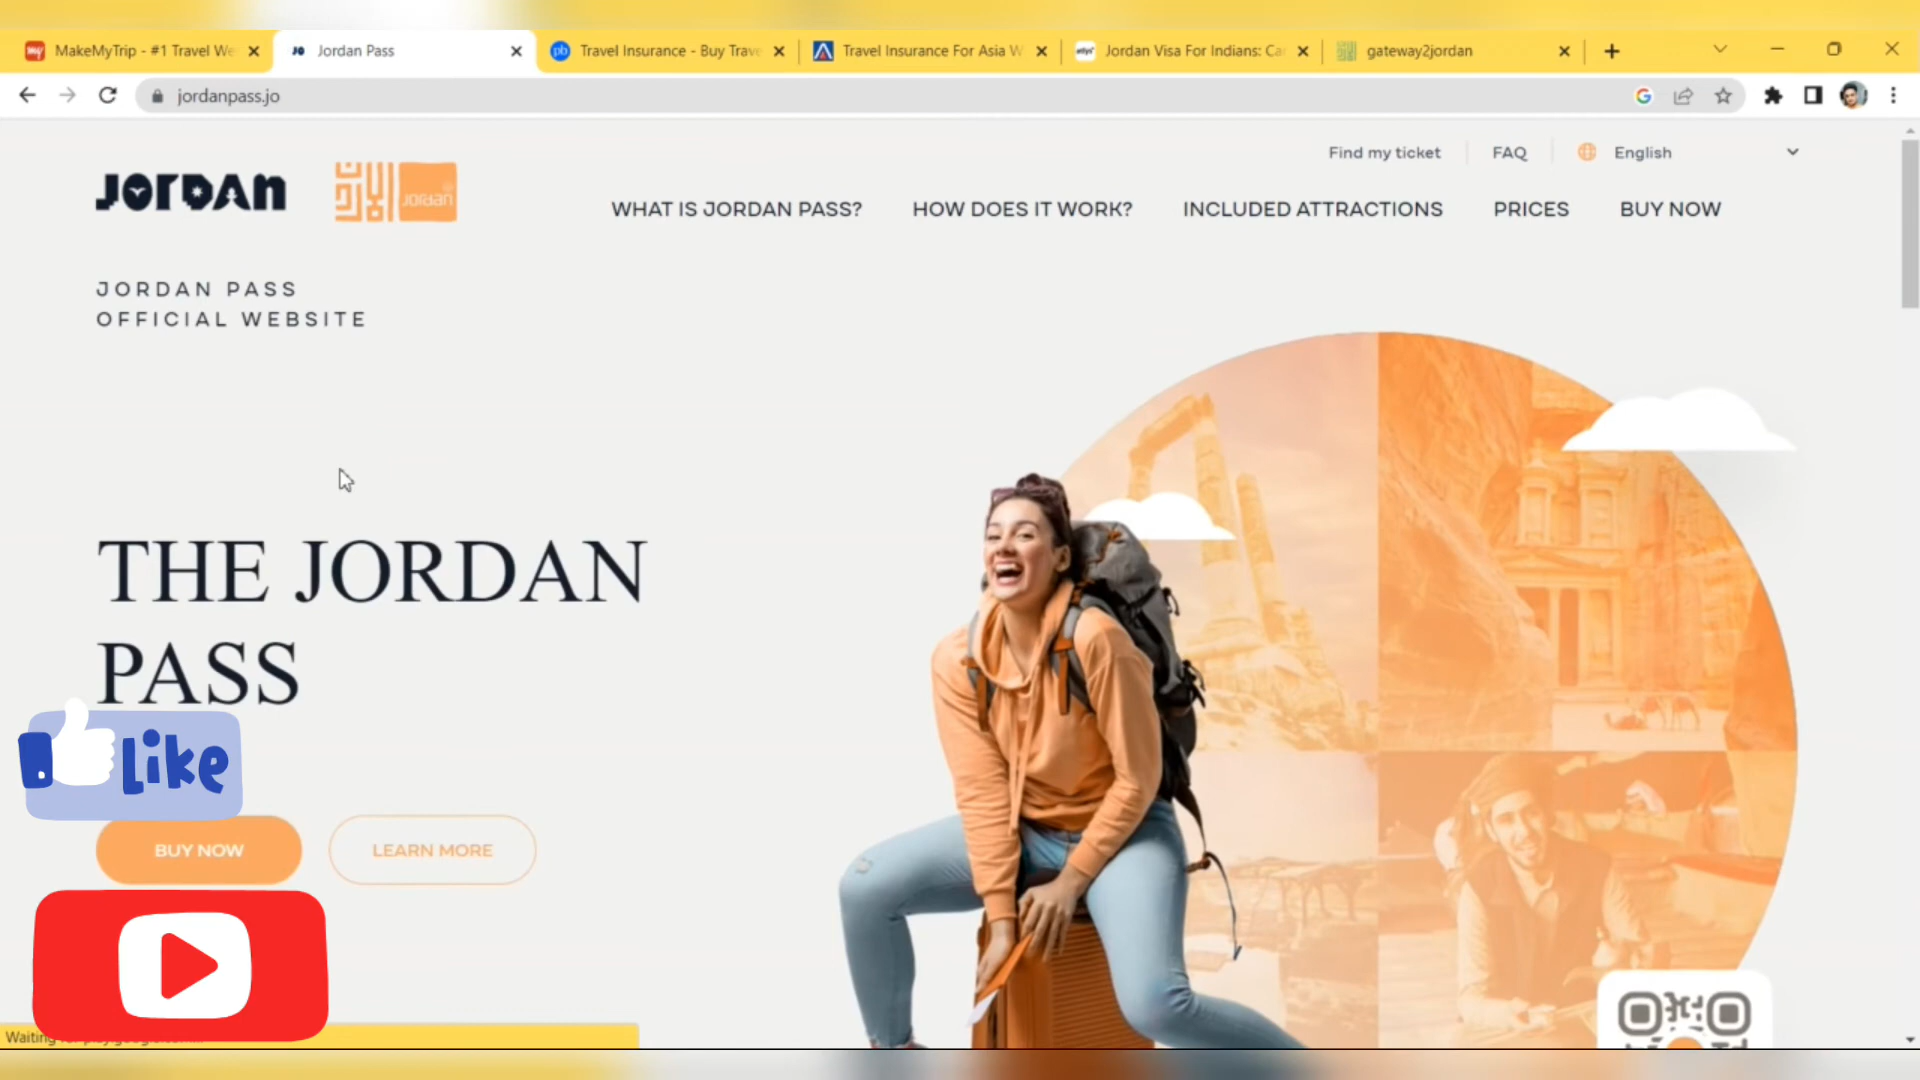 MakeMyTrip - #1 Travel We
Jordan Pass
pb
Travel Insurance - Buy Trave
Travel Insurance For Asia W
Jordan Visa For Indians: Ca
gateway2jordan
jordanpass.jo
Find my ticket
FAQ
English
JORDAN
Jordan
WHAT IS JORDAN PASS?
HOW DOES IT WORK?
INCLUDED ATTRACTIONS
PRICES
BUY NOW
JORDAN PASS
OFFICIAL WEBSITE
THE JORDAN
PASS
Like
BUY NOW
LEARN MORE
Waiting